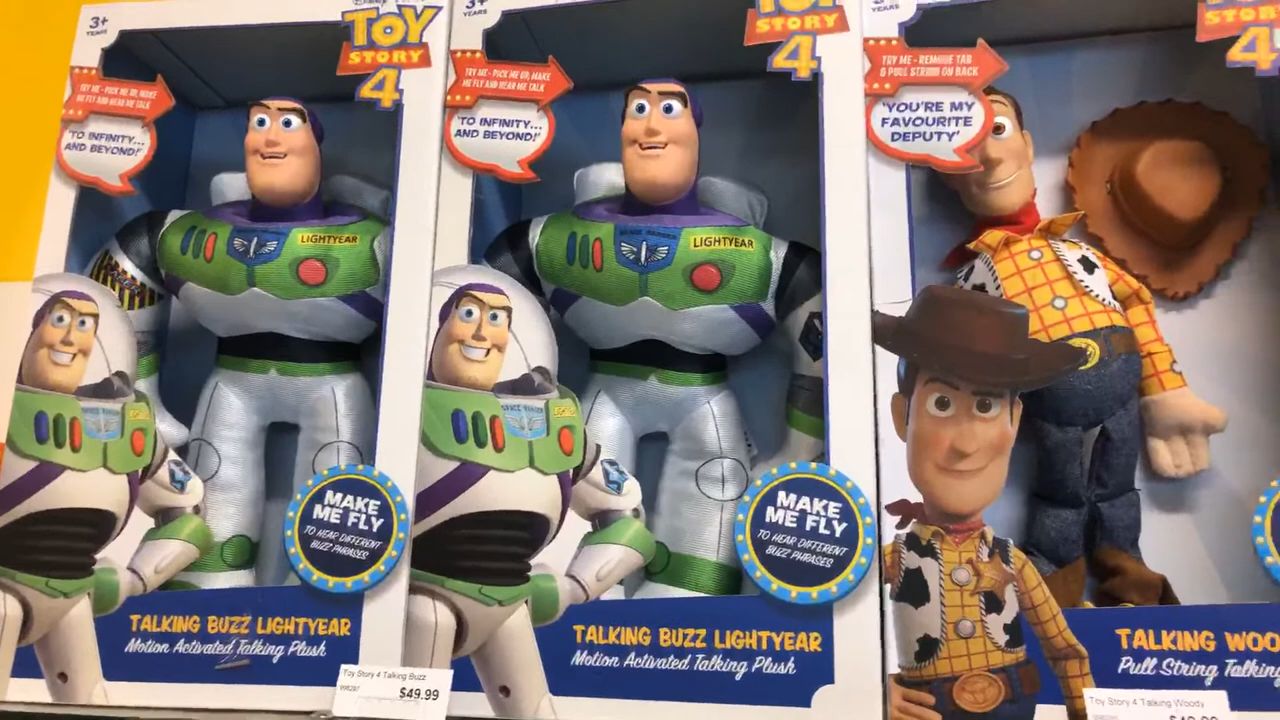 3+
YEARS
TOY
STORY
4
TRY ME - PICK ME UP, MAKE
ME FLY AND HEAR ME TALK
'TO INFINITY...
AND BEYOND!'
LIGHTYEAR
MAKE
ME FLY
TO HEAR DIFFERENT
BUZZ PHRASES
TALKING BUZZ LIGHTYEAR
Motion Activated Talking Plush
Toy Story 4 Talking Buzz
$49.99
3+
YEARS
TOY
STORY
4
TRY ME - PICK ME UP, MAKE
ME FLY AND HEAR ME TALK
'TO INFINITY...
AND BEYOND!'
SPACE RANGER
LIGHTYEAR
SPACE RANGER
MAKE
ME FLY
TO HEAR DIFFERENT
BUZZ PHRASES
TALKING BUZZ LIGHTYEAR
Motion Activated Talking Plush
YEARS
STORY
4
TRY ME - REMOVE TAB
& PULL STRING ON BACK
'YOU'RE MY
FAVOURITE
DEPUTY'
TALKING WOO
Pull String Talking
Toy Story 4 Talking Woody